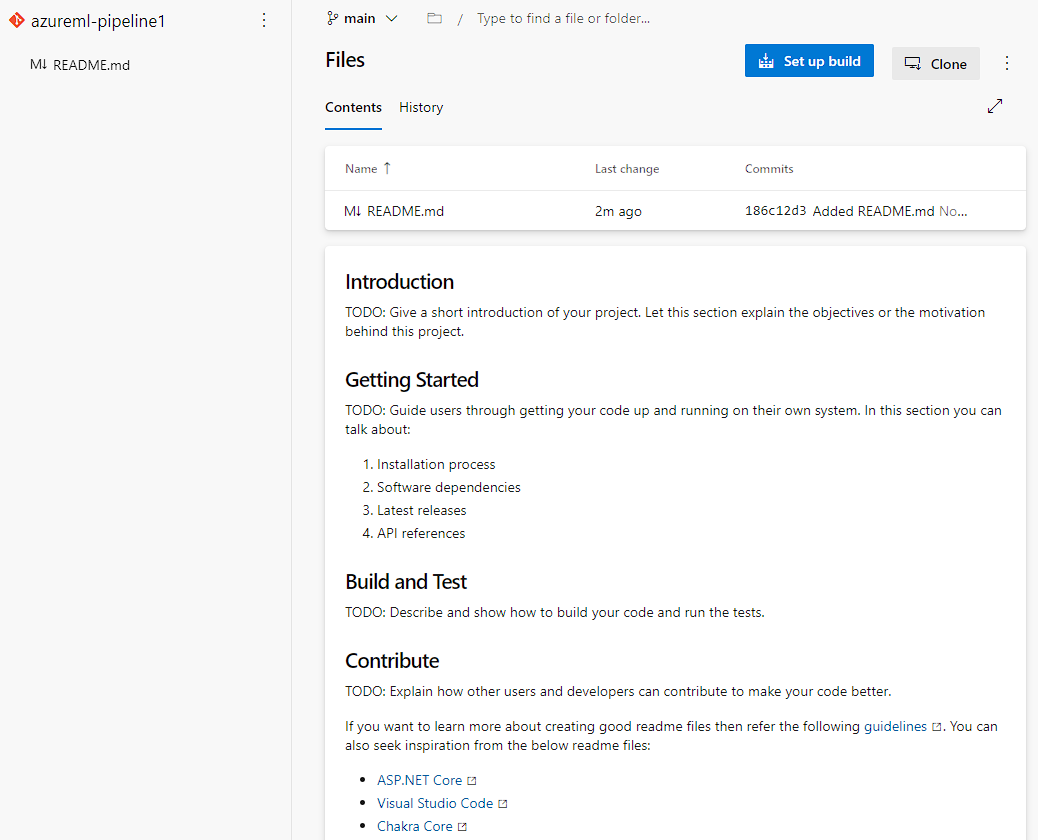 azureml-pipeline1
M↓ README.md
main
/ Type to find a file or folder...
Files
Set up build
Clone
Contents History
Name ↑ Last change Commits
M↓ README.md 2m ago 186c12d3 Added README.md No...
Introduction
TODO: Give a short introduction of your project. Let this section explain the objectives or the motivation
behind this project.
Getting Started
TODO: Guide users through getting your code up and running on their own system. In this section you can
talk about:
1. Installation process
2. Software dependencies
3. Latest releases
4. API references
Build and Test
TODO: Describe and show how to build your code and run the tests.
Contribute
TODO: Explain how other users and developers can contribute to make your code better.
If you want to learn more about creating good readme files then refer the following guidelines. You can
also seek inspiration from the below readme files:
• ASP.NET Core
• Visual Studio Code
• Chakra Core